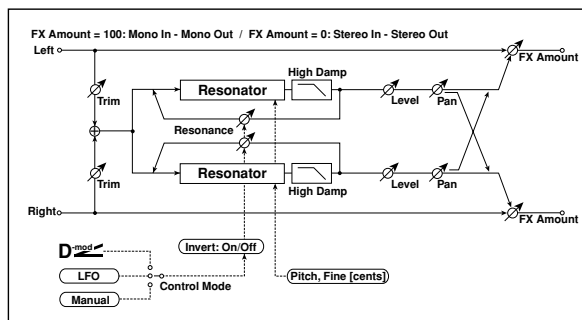 FX Amount = 100: Mono In - Mono Out / FX Amount = 0: Stereo In - Stereo Out
Left
FX Amount
High Damp
Resonator
Trim
Level
Pan
Resonance
Resonator
Trim
High Damp
Level
Pan
Right
FX Amount
D-mod
Invert: On/Off
LFO
Control Mode
Pitch, Fine [cents]
Manual